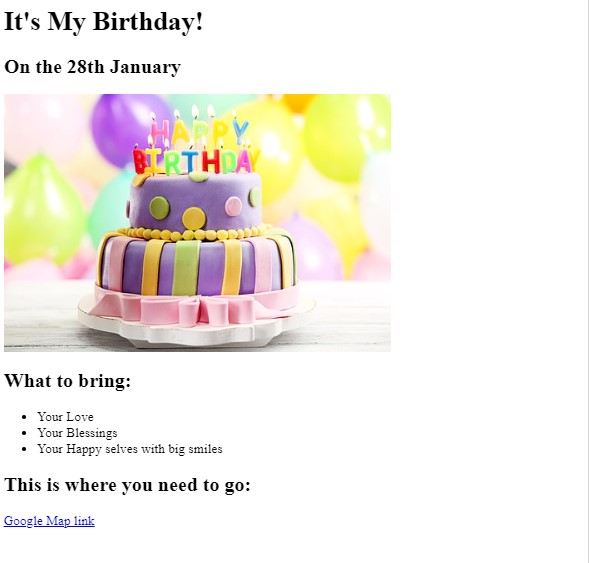 It's My Birthday!
On the 28th January
HAPPY
BIRTHDAY
What to bring:
Your Love
Your Blessings
Your Happy selves with big smiles
This is where you need to go:
Google Map link